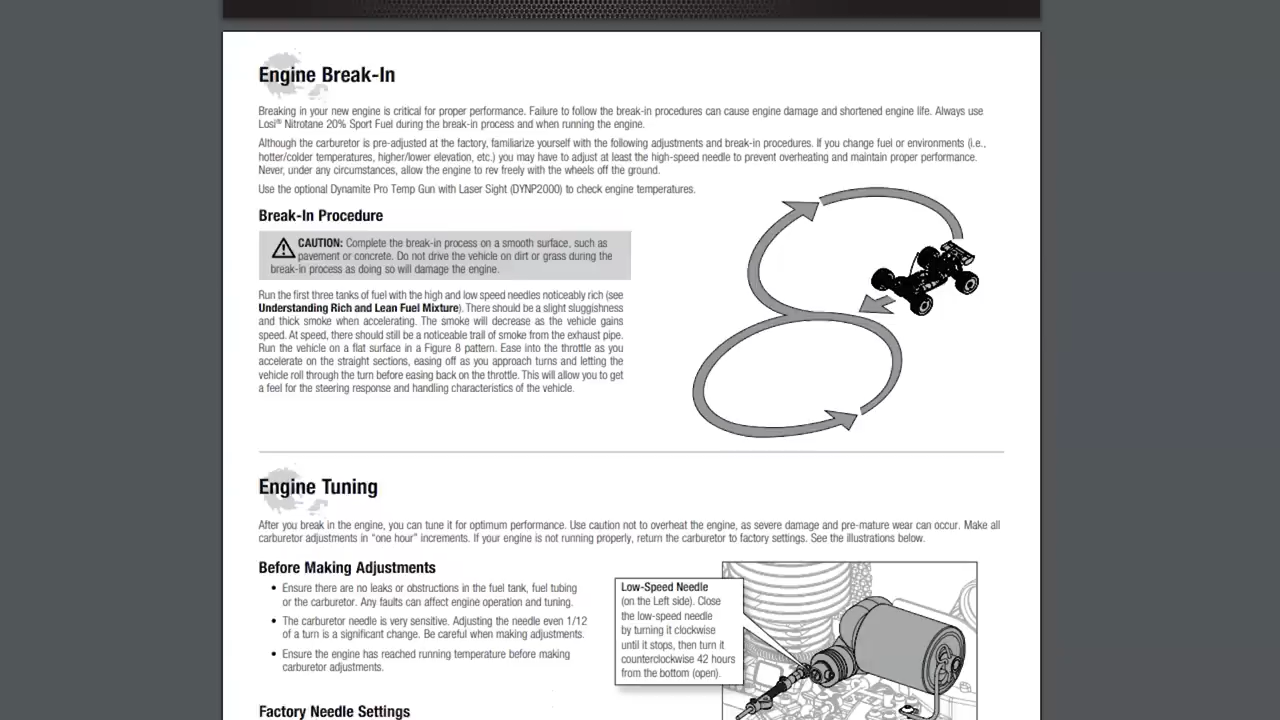 Engine Break-In
Breaking in your new engine is critical for proper performance. Failure to follow the break-in procedures can cause engine damage and shortened engine life. Always use
Losi® Nitrotane 20% Sport Fuel during the break-in process and when running the engine.
Although the carburetor is pre-adjusted at the factory, familiarize yourself with the following adjustments and break-in procedures. If you change fuel or environments (i.e.,
hotter/colder temperatures, higher/lower elevation, etc.) you may have to adjust at least the high-speed needle to prevent overheating and maintain proper performance.
Never, under any circumstances, allow the engine to rev freely with the wheels off the ground.
Use the optional Dynamite Pro Temp Gun with Laser Sight (DYNP2000) to check engine temperatures.
Break-In Procedure
CAUTION: Complete the break-in process on a smooth surface, such as
pavement or concrete. Do not drive the vehicle on dirt or grass during the
break-in process as doing so will damage the engine.
Run the first three tanks of fuel with the high and low speed needles noticeably rich (see
Understanding Rich and Lean Fuel Mixture). There should be a slight sluggishness
and thick smoke when accelerating. The smoke will decrease as the vehicle gains
speed. At speed, there should still be a noticeable trail of smoke from the exhaust pipe.
Run the vehicle on a flat surface in a Figure 8 pattern. Ease into the throttle as you
accelerate on the straight sections, easing off as you approach turns and letting the
vehicle roll through the turn before easing back on the throttle. This will allow you to get
a feel for the steering response and handling characteristics of the vehicle.
Engine Tuning
After you break in the engine, you can tune it for optimum performance. Use caution not to overheat the engine, as severe damage and pre-mature wear can occur. Make all
carburetor adjustments in “one hour” increments. If your engine is not running properly, return the carburetor to factory settings. See the illustrations below.
Before Making Adjustments
• Ensure there are no leaks or obstructions in the fuel tank, fuel tubing
or the carburetor. Any faults can affect engine operation and tuning.
• The carburetor needle is very sensitive. Adjusting the needle even 1/12
of a turn is a significant change. Be careful when making adjustments.
• Ensure the engine has reached running temperature before making
carburetor adjustments.
Low-Speed Needle
(on the Left side). Close
the low-speed needle
by turning it clockwise
until it stops, then turn it
counterclockwise 42 hours
from the bottom (open).
Factory Needle Settings